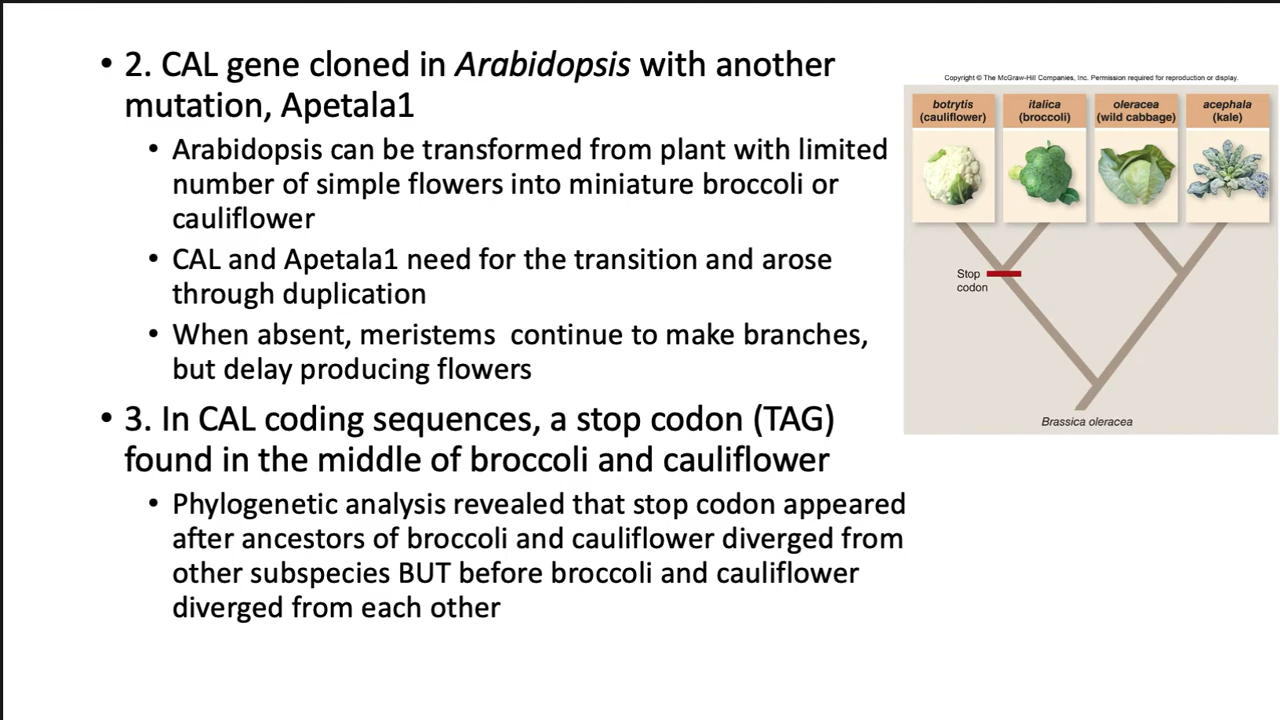 • 2. CAL gene cloned in Arabidopsis with another
mutation, Apetala1
• Arabidopsis can be transformed from plant with limited
number of simple flowers into miniature broccoli or
cauliflower
• CAL and Apetala1 need for the transition and arose
through duplication
• When absent, meristems  continue to make branches,
but delay producing flowers
• 3. In CAL coding sequences, a stop codon (TAG)
found in the middle of broccoli and cauliflower
• Phylogenetic analysis revealed that stop codon appeared
after ancestors of broccoli and cauliflower diverged from
other subspecies BUT before broccoli and cauliflower
diverged from each other
Copyright © The McGraw-Hill Companies, Inc. Permission required for reproduction or display.
botrytis
(cauliflower)
italica
(broccoli)
oleracea
(wild cabbage)
acephala
(kale)
Stop
codon
Brassica oleracea